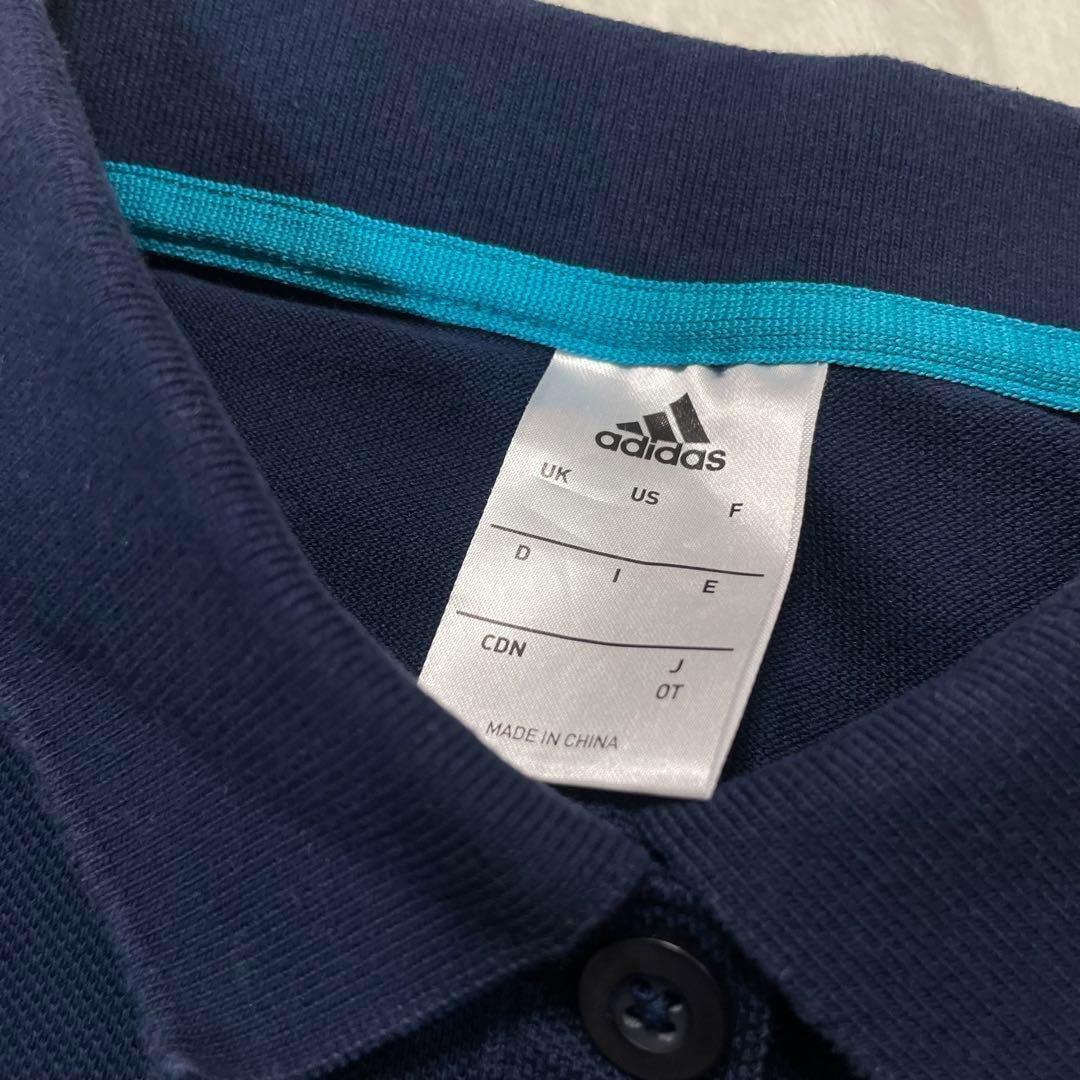 adidas
UK US F
D I E
CDN J
OT
MADE IN CHINA